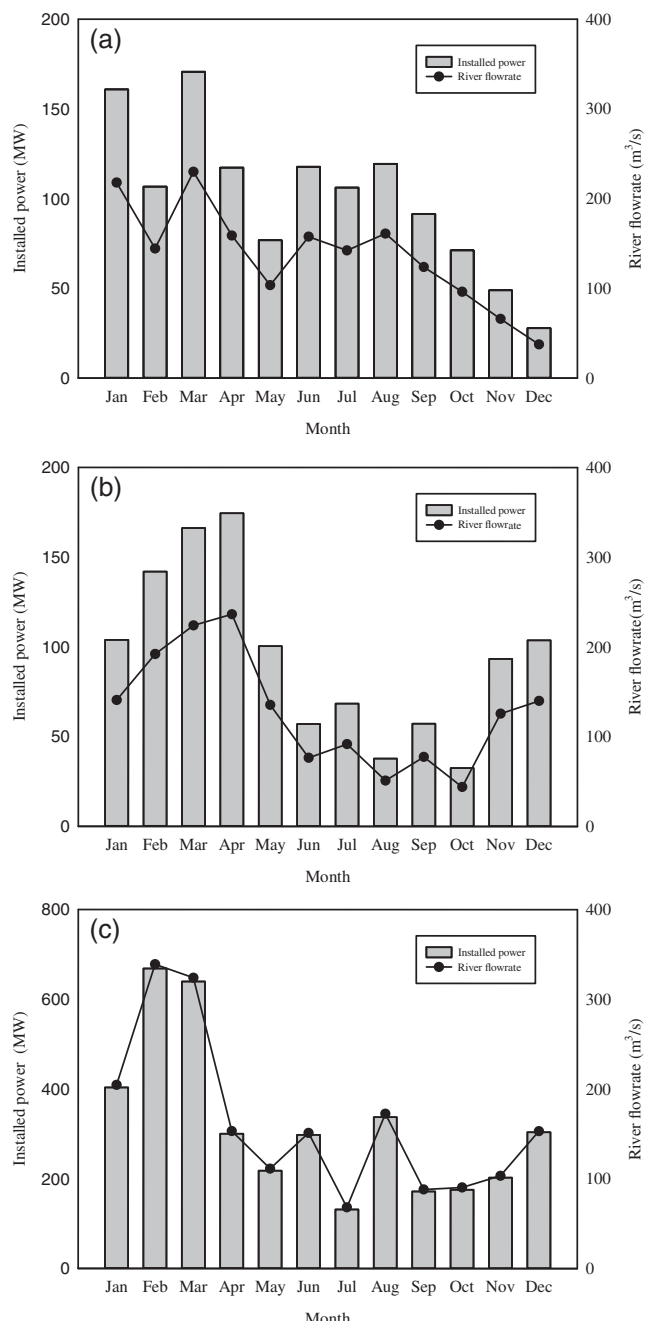 (a)
Installed power
River flowrate
200
150
100
50
0
400
300
200
100
0
Installed power (MW)
River flowrate (m³/s)
Jan Feb Mar Apr May Jun Jul Aug Sep Oct Nov Dec
Month
(b)
Installed power
River flowrate
200
150
100
50
0
400
300
200
100
0
Installed power (MW)
River flowrate(m³/s)
Jan Feb Mar Apr May Jun Jul Aug Sep Oct Nov Dec
Month
(c)
Installed power
River flowrate
800
600
400
200
0
400
300
200
100
0
Installed power (MW)
River flowrate (m³/s)
Jan Feb Mar Apr May Jun Jul Aug Sep Oct Nov Dec
Month